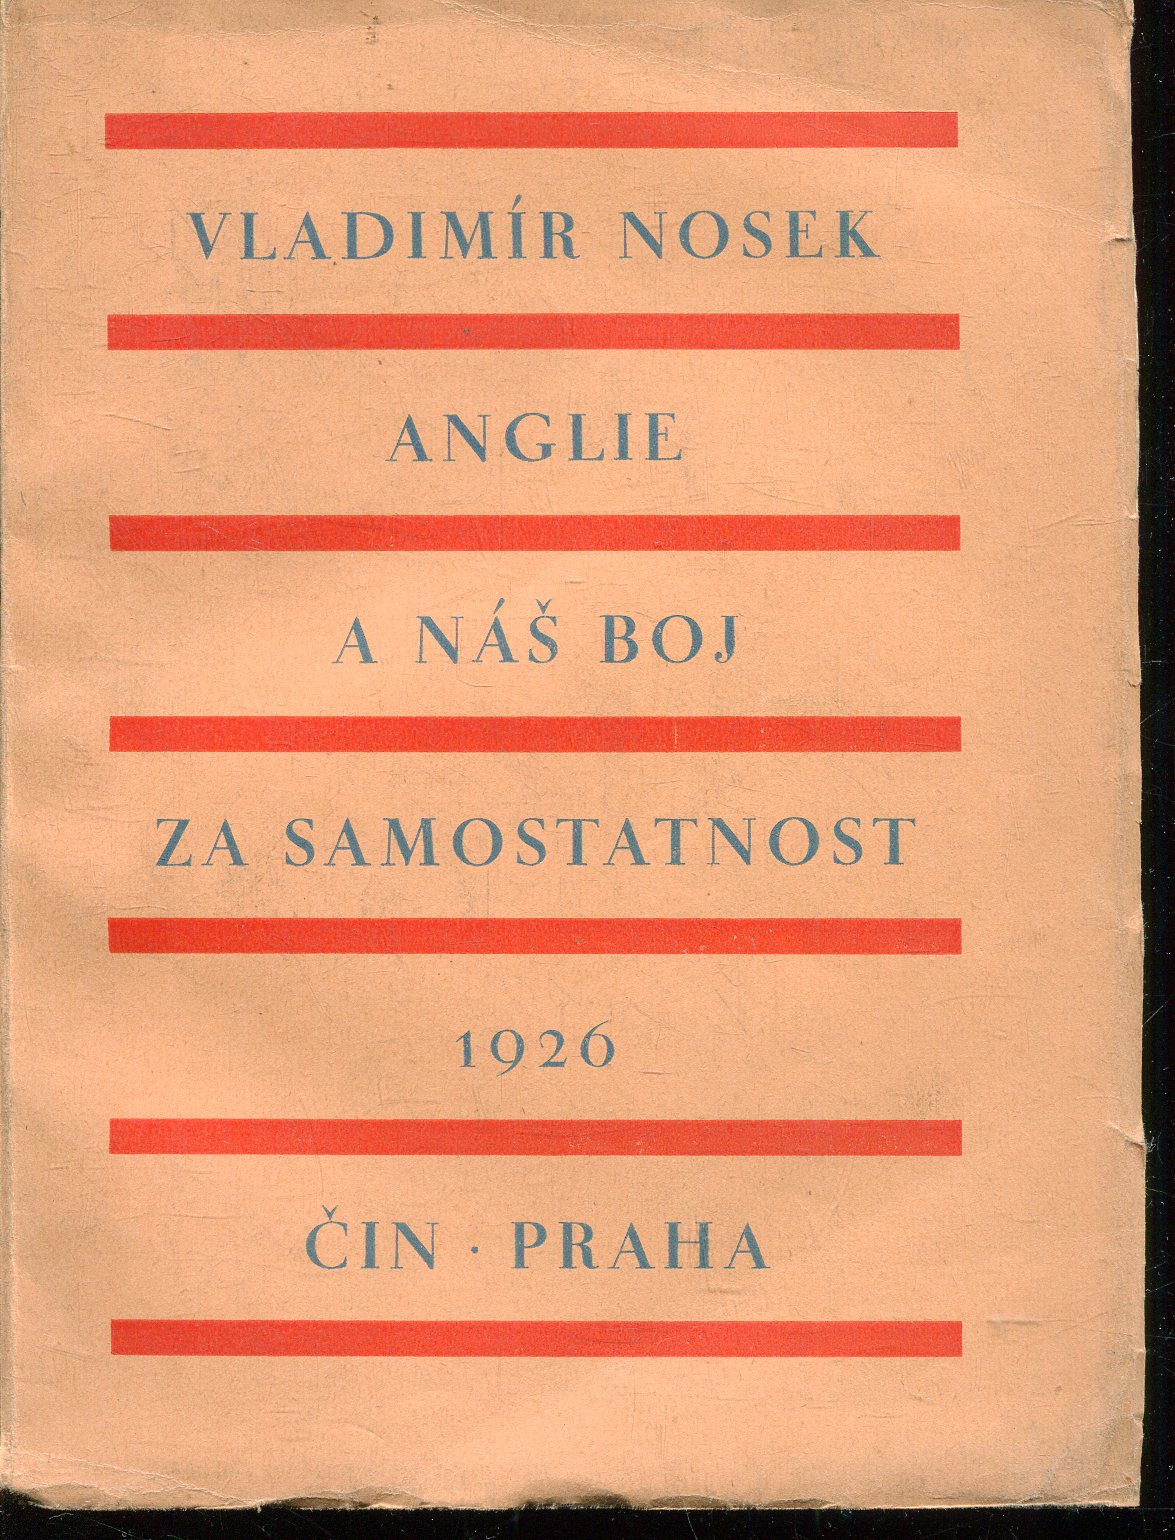 VLADIMÍR NOSEK
ANGLIE
A NÁŠ BOJ
ZA SAMOSTATNOST
1926
ČIN · PRAHA